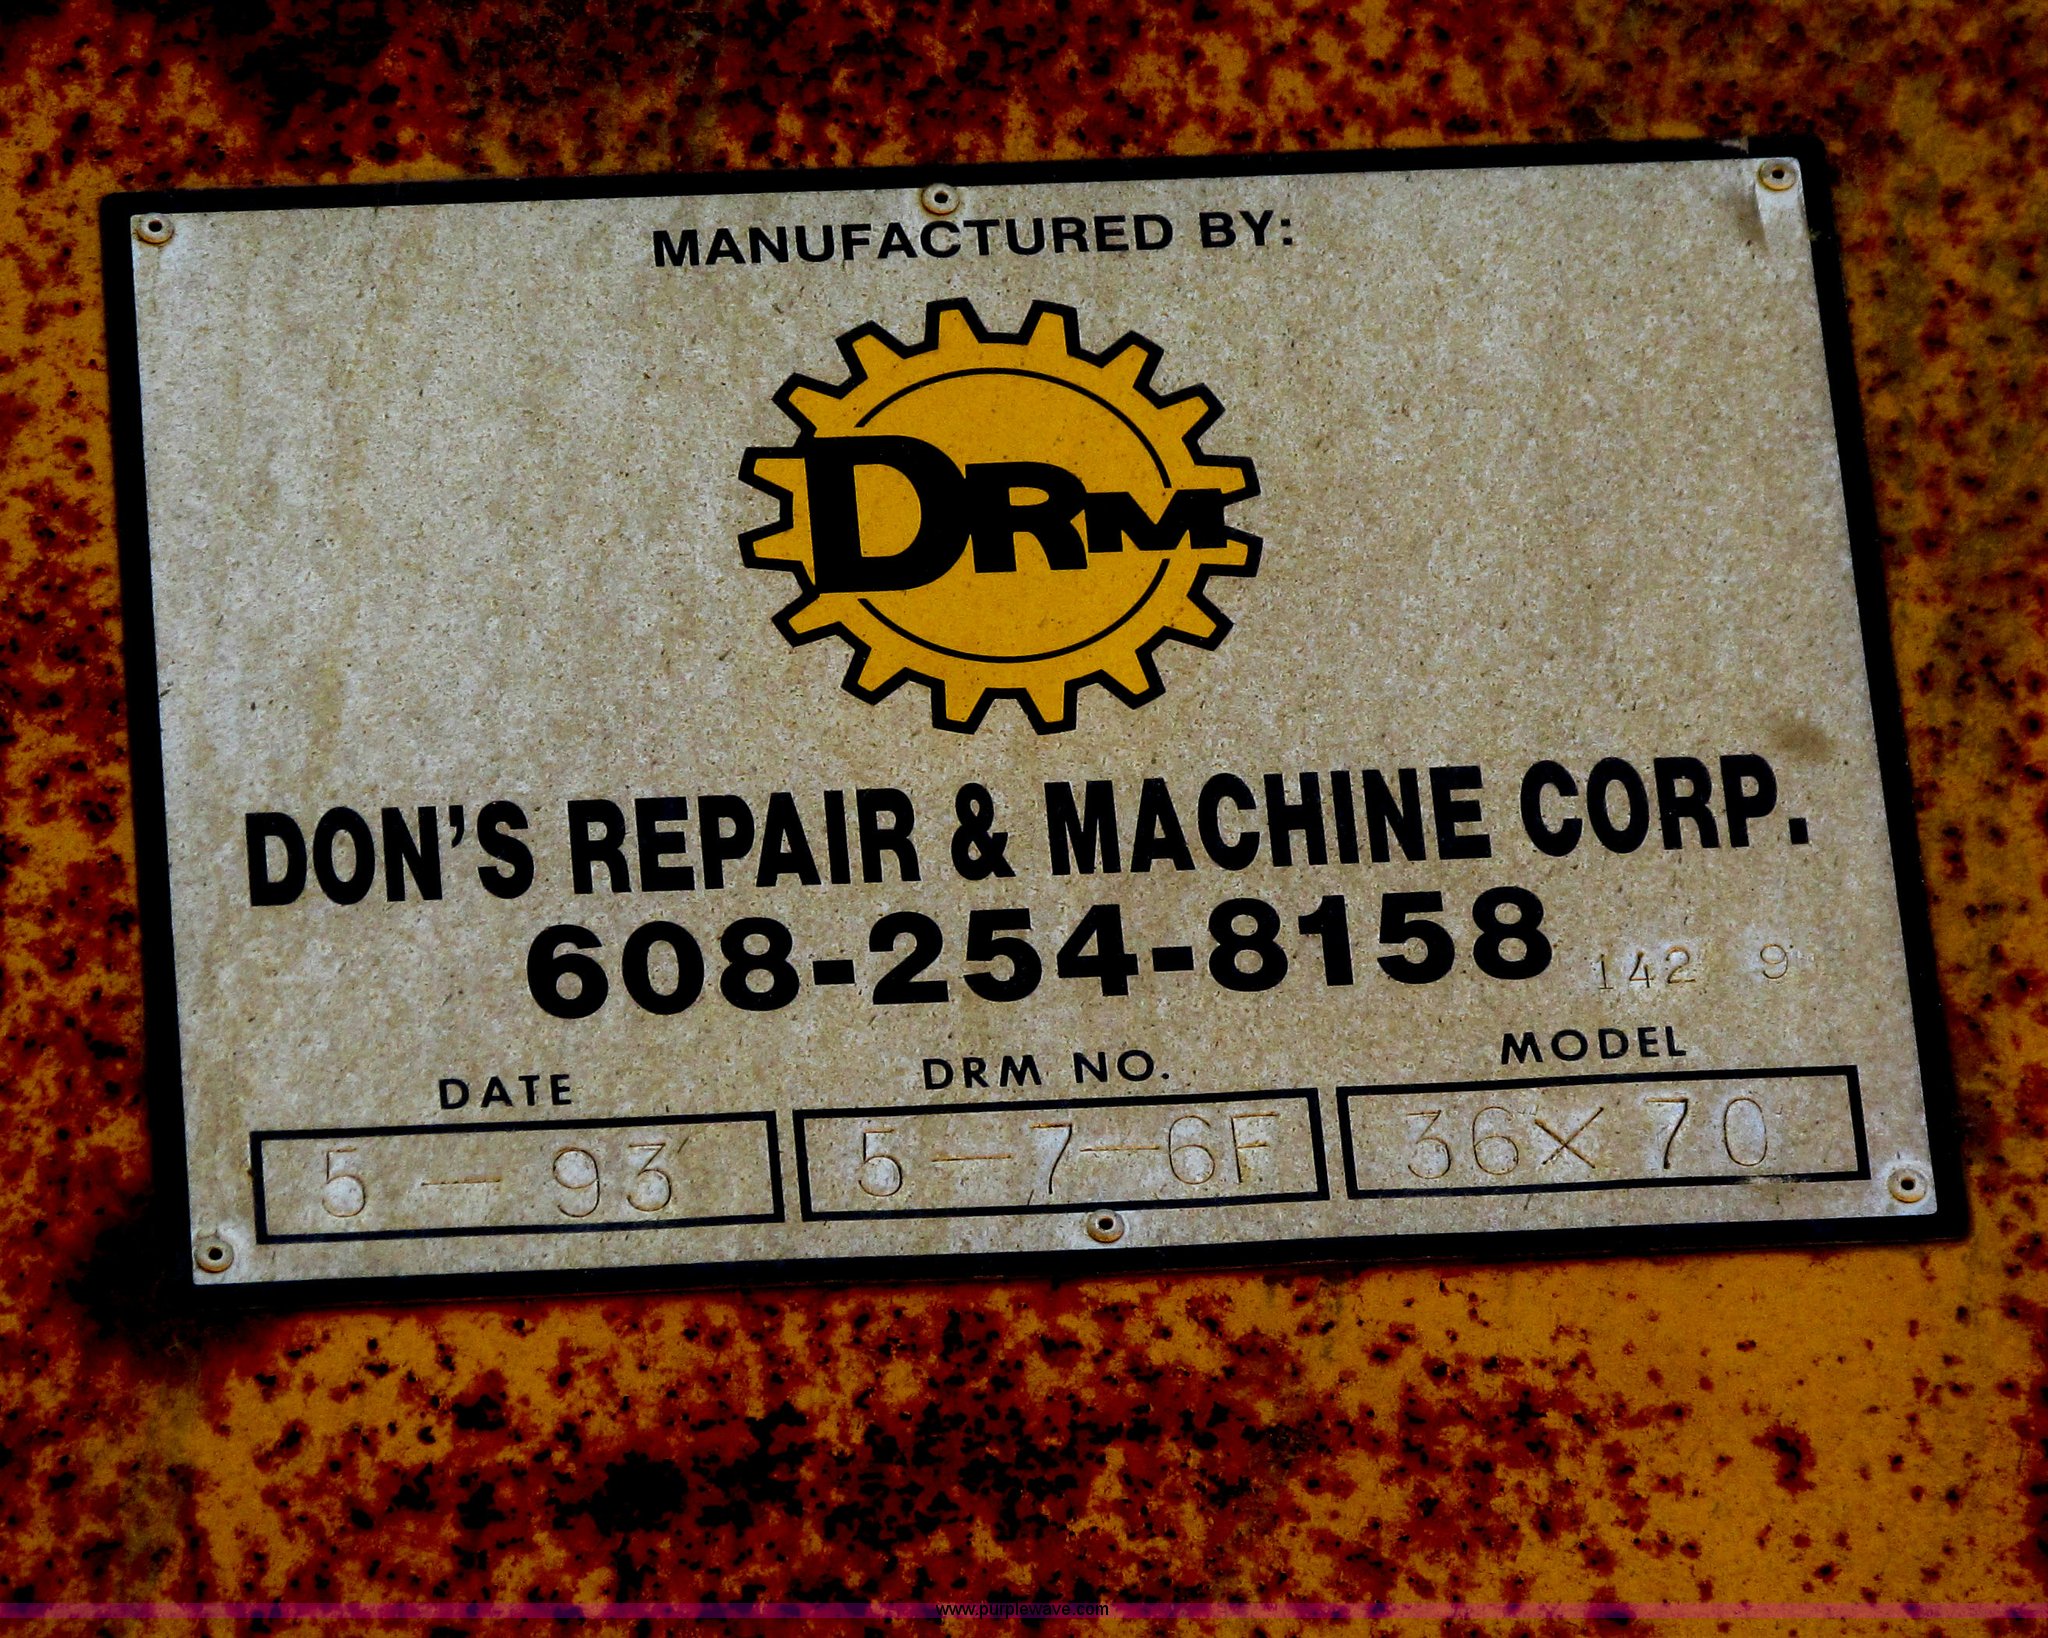 MANUFACTURED BY:
DRM
DON'S REPAIR & MACHINE CORP.
608-254-8158
142 9
DATE DRM NO. MODEL
5-93 5-7-6F 36X70
www.purplewave.com